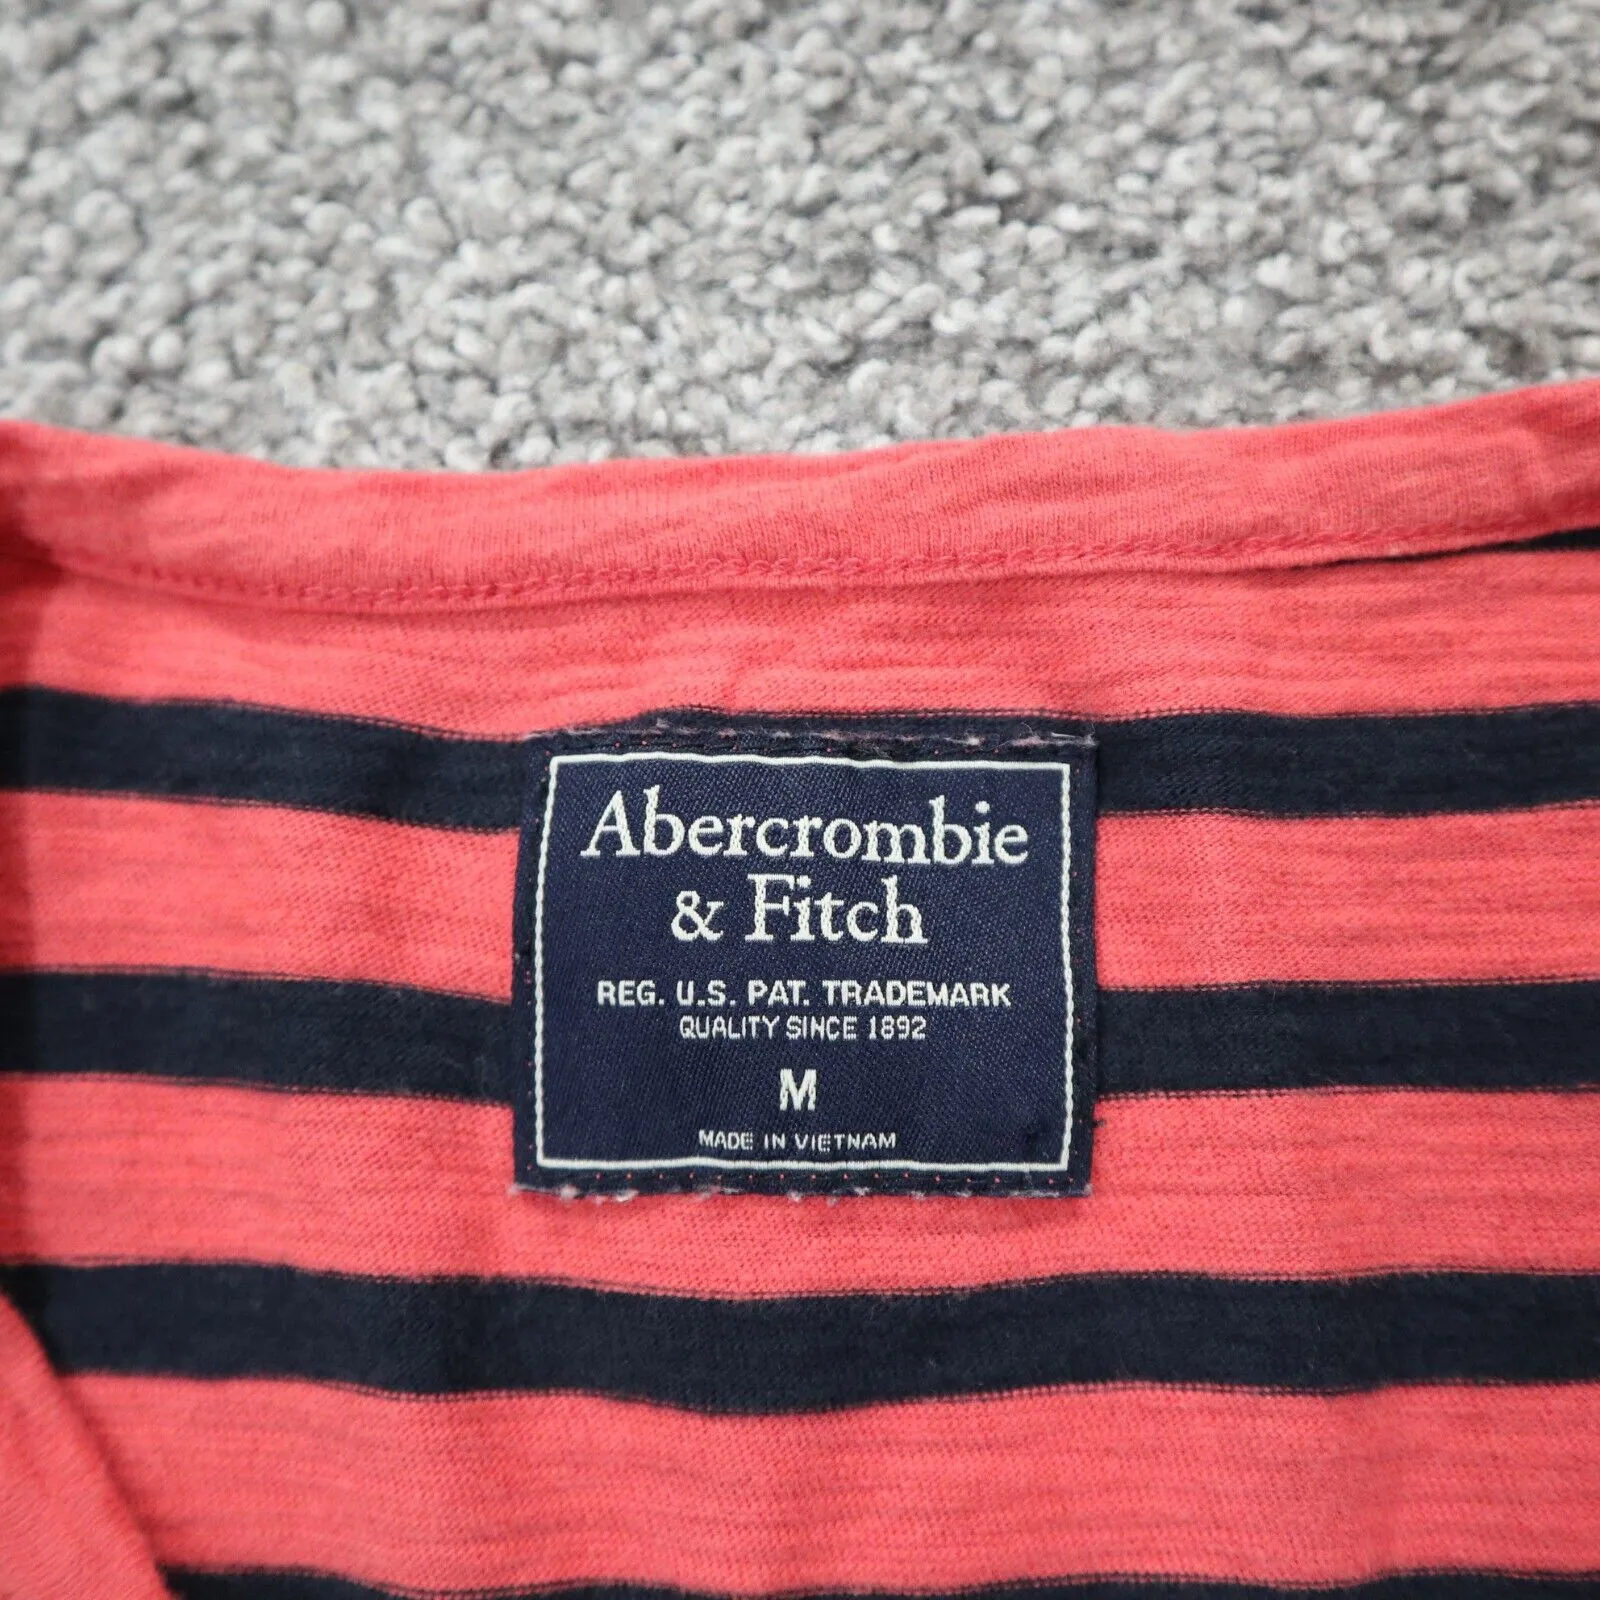 Abercrombie
& Fitch
REG. U.S. PAT. TRADEMARK
QUALITY SINCE 1892
M
MADE IN VIETNAM